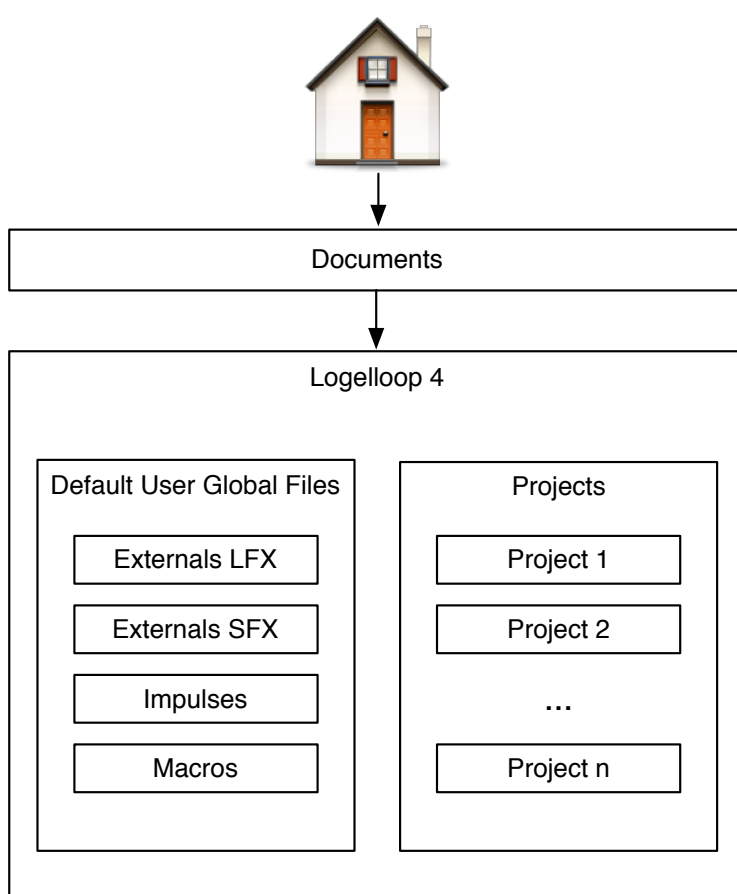 Documents
Logelloop 4
Default User Global Files
Externals LFX
Externals SFX
Impulses
Macros
Projects
Project 1
Project 2
...
Project n